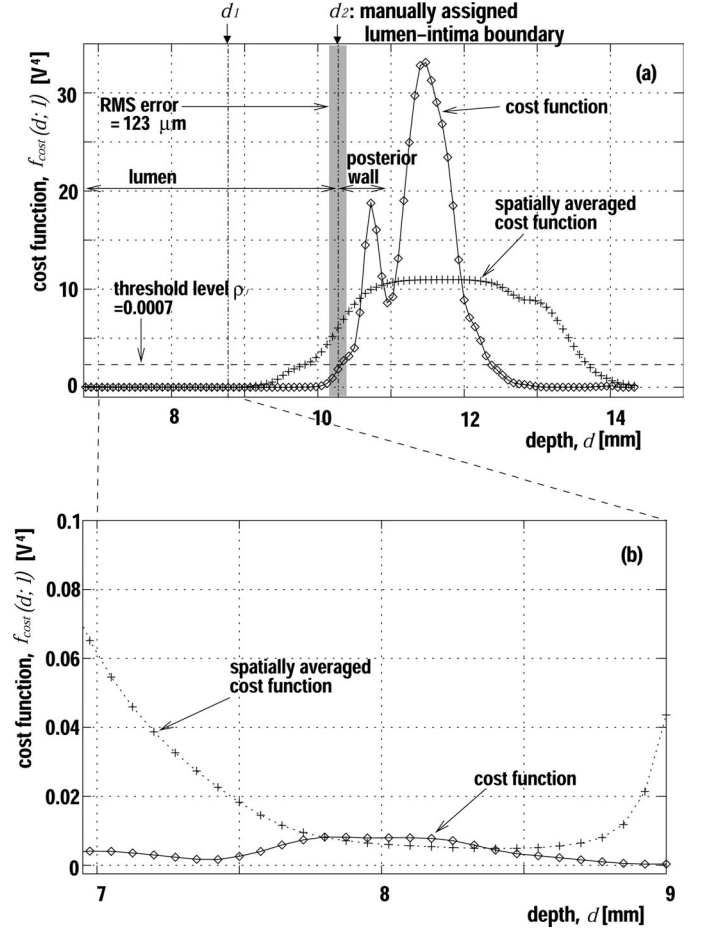 d1
d2: manually assigned
lumen–intima boundary
cost function, fcost(d; 1) [V⁴]
30
20
10
0
(a)
RMS error
= 123 μm
cost function
posterior
wall
lumen
spatially averaged
cost function
threshold level
=0.0007
8
10
12
14
depth, d [mm]
cost function, fcost(d; 1) [V⁴]
0.1
0.08
0.06
0.04
0.02
0
(b)
spatially averaged
cost function
cost function
7
8
9
depth, d [mm]